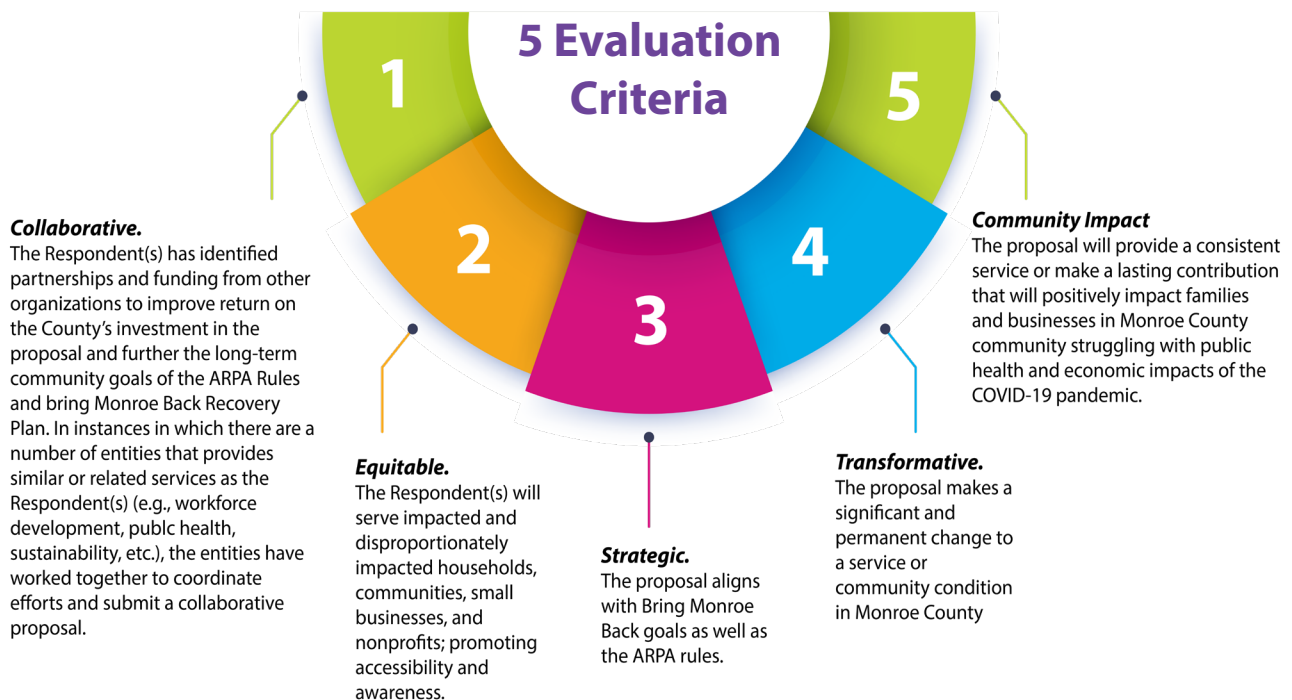 5 Evaluation
Criteria
1
2
3
4
5
Collaborative.
The Respondent(s) has identified
partnerships and funding from other
organizations to improve return on
the County's investment in the
proposal and further the long-term
community goals of the ARPA Rules
and bring Monroe Back Recovery
Plan. In instances in which there are a
number of entities that provides
similar or related services as the
Respondent(s) (e.g., workforce
development, public health,
sustainability, etc.), the entities have
worked together to coordinate
efforts and submit a collaborative
proposal.
Equitable.
The Respondent(s) will
serve impacted and
disproportionately
impacted households,
communities, small
businesses, and
nonprofits; promoting
accessibility and
awareness.
Strategic.
The proposal aligns
with Bring Monroe
Back goals as well as
the ARPA rules.
Transformative.
The proposal makes a
significant and
permanent change to
a service or
community condition
in Monroe County
Community Impact
The proposal will provide a consistent
service or make a lasting contribution
that will positively impact families
and businesses in Monroe County
community struggling with public
health and economic impacts of the
COVID-19 pandemic.